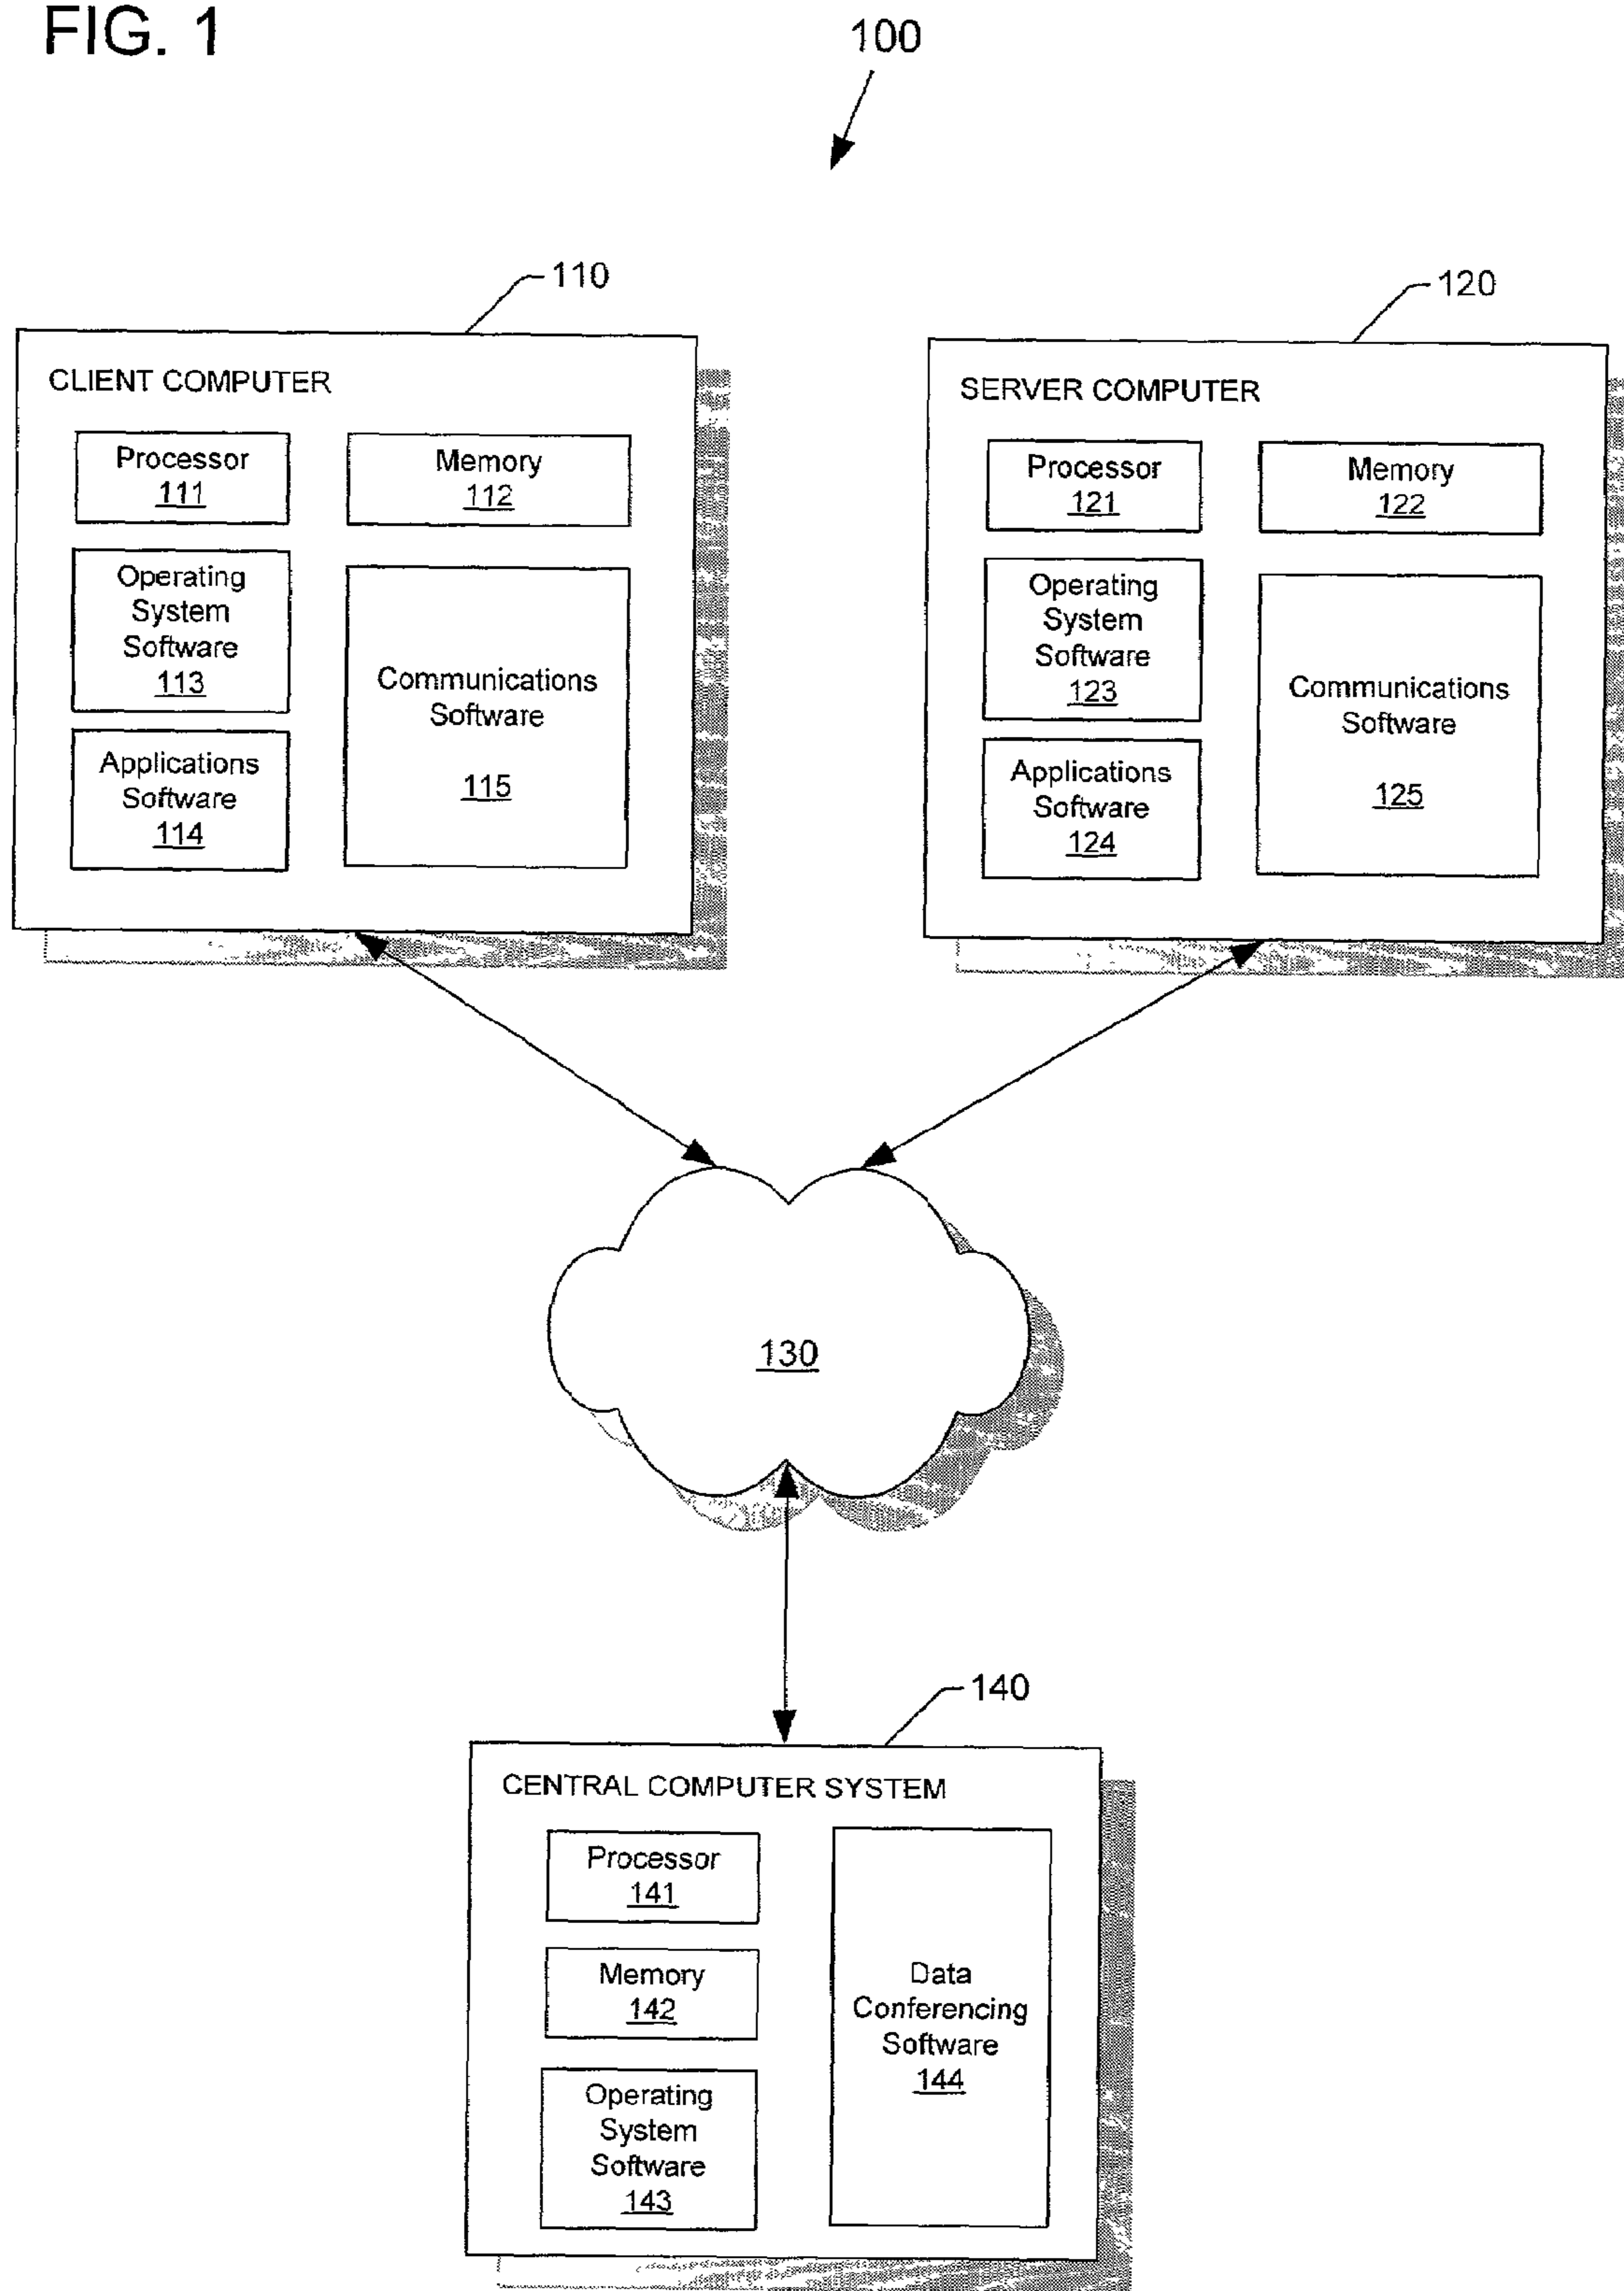 FIG. 1
100
110
CLIENT COMPUTER
Processor
111
Memory
112
Operating
System
Software
113
Applications
Software
114
Communications
Software
115
120
SERVER COMPUTER
Processor
121
Memory
122
Operating
System
Software
123
Applications
Software
124
Communications
Software
125
130
140
CENTRAL COMPUTER SYSTEM
Processor
141
Memory
142
Operating
System
Software
143
Data
Conferencing
Software
144